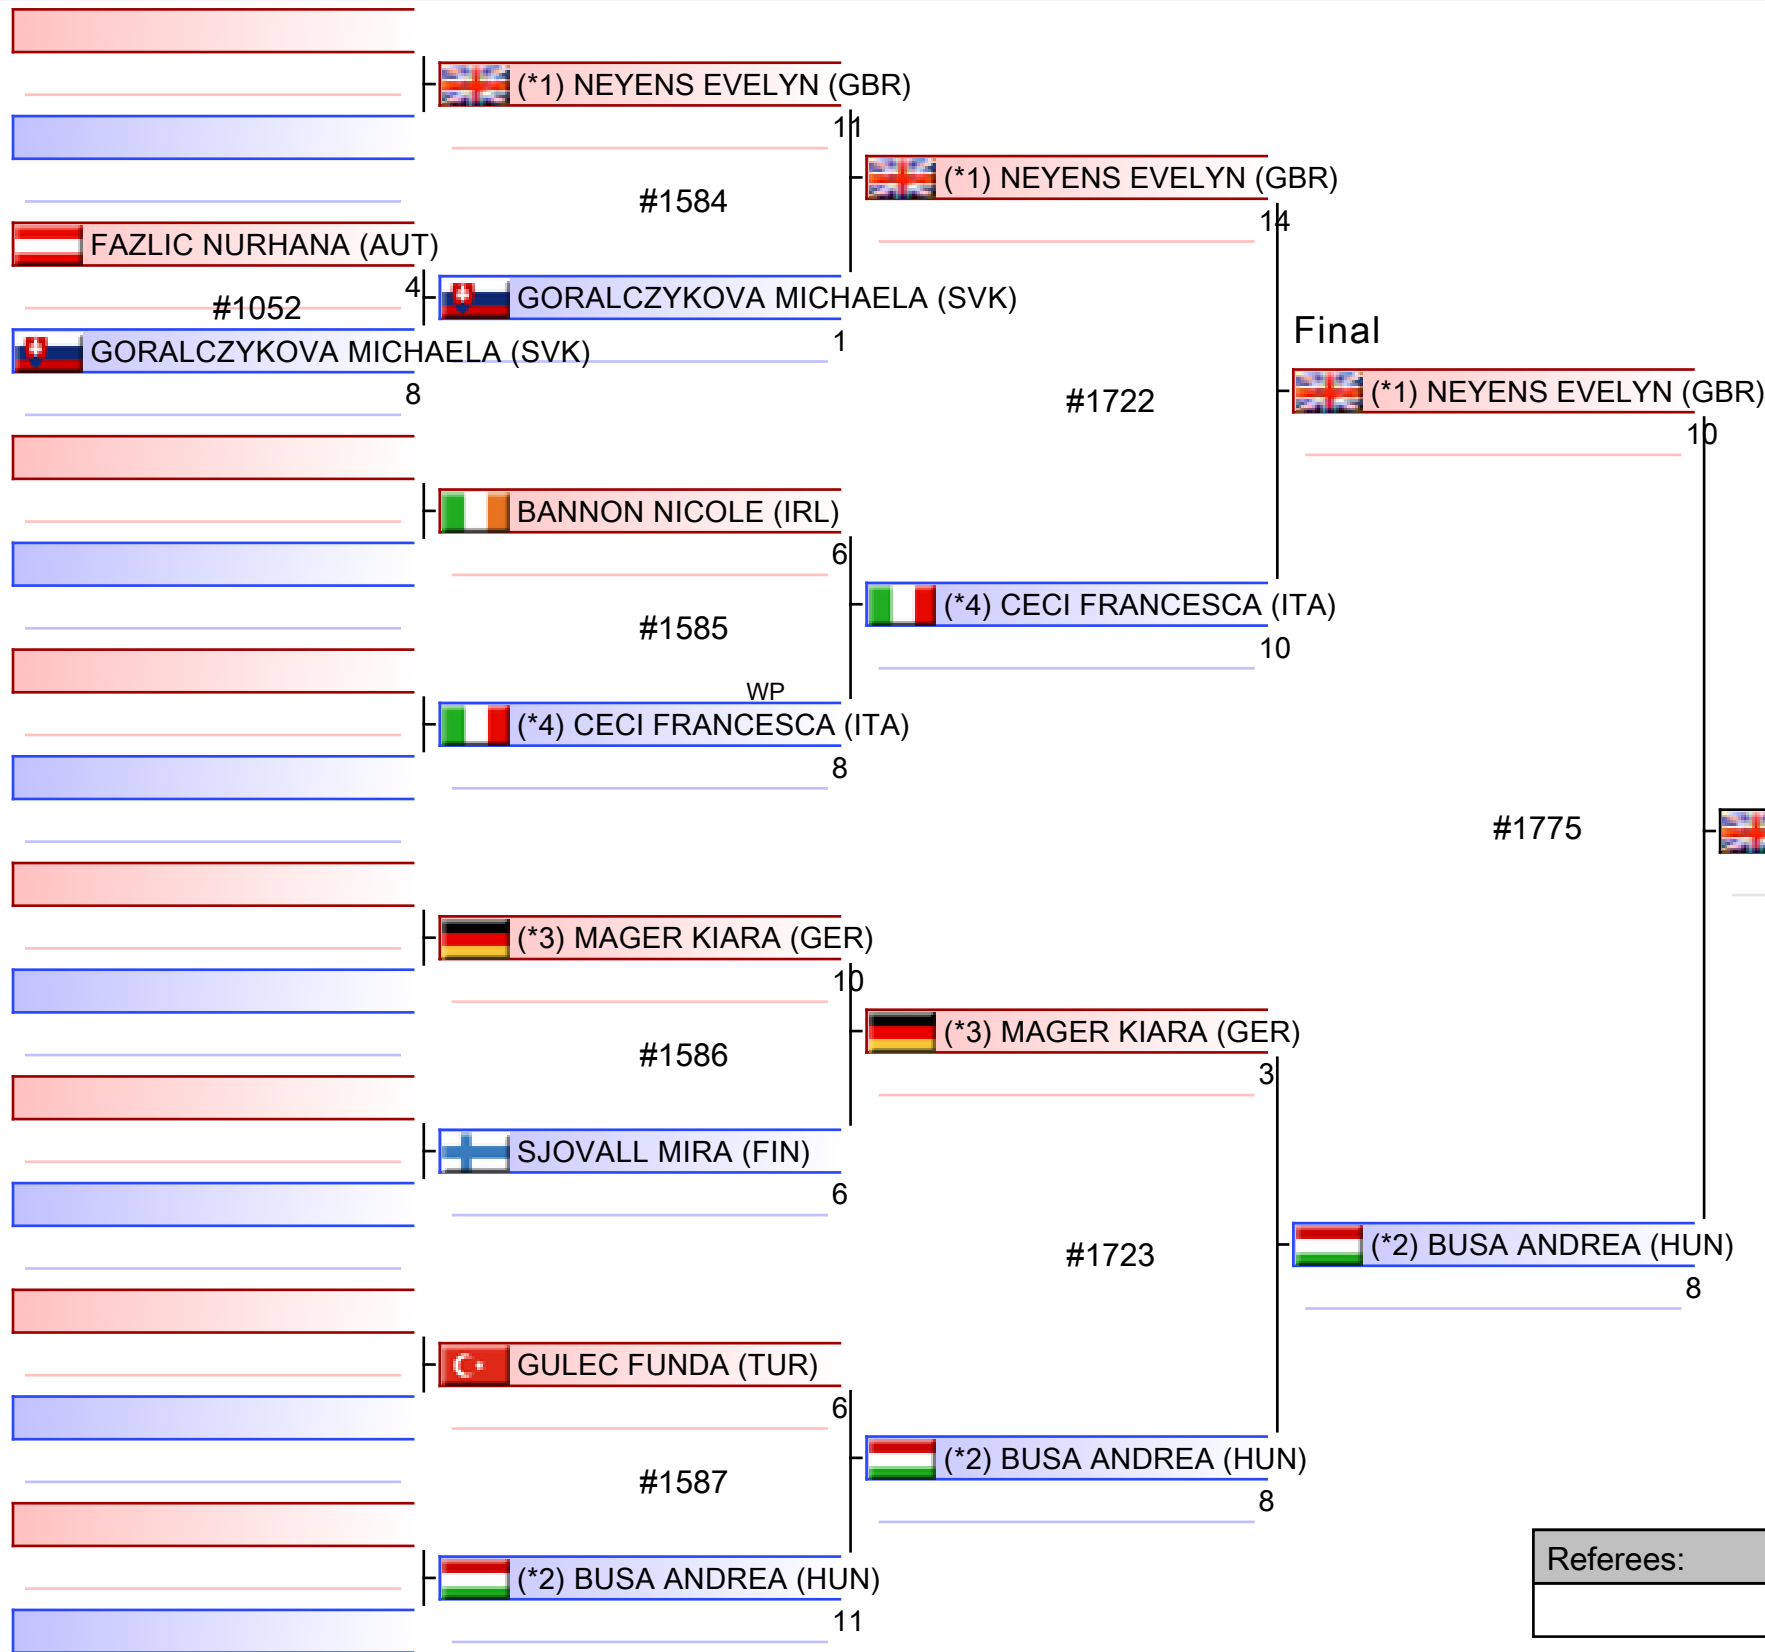 (*1) NEYENS EVELYN (GBR)
11
#1584
(*1) NEYENS EVELYN (GBR)
14
FAZLIC NURHANA (AUT)
4
#1052
GORALCZYKOVA MICHAELA (SVK)
1
GORALCZYKOVA MICHAELA (SVK)
8
Final
#1722
(*1) NEYENS EVELYN (GBR)
10
BANNON NICOLE (IRL)
6
#1585
(*4) CECI FRANCESCA (ITA)
10
WP
(*4) CECI FRANCESCA (ITA)
8
#1775
(*3) MAGER KIARA (GER)
10
#1586
(*3) MAGER KIARA (GER)
3
SJOVALL MIRA (FIN)
6
#1723
(*2) BUSA ANDREA (HUN)
8
GULEC FUNDA (TUR)
6
#1587
(*2) BUSA ANDREA (HUN)
8
(*2) BUSA ANDREA (HUN)
11
Referees: